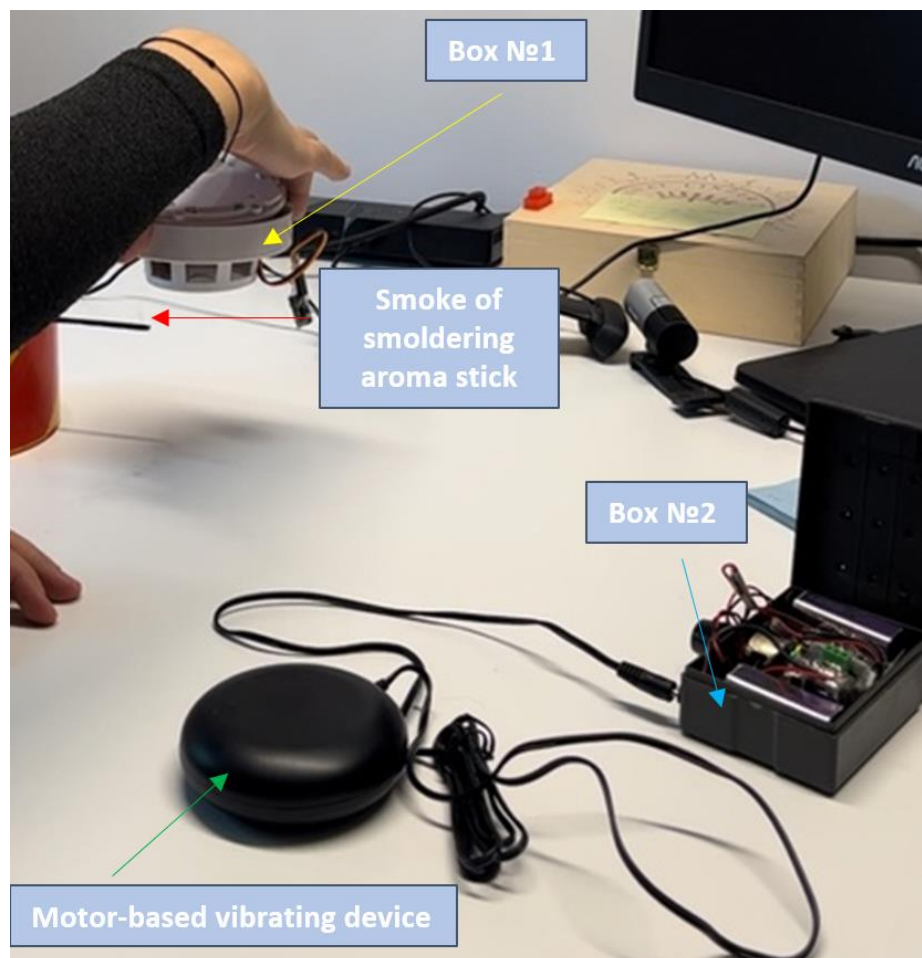 Box №1
Smoke of
smoldering
aroma stick
Box №2
Motor-based vibrating device